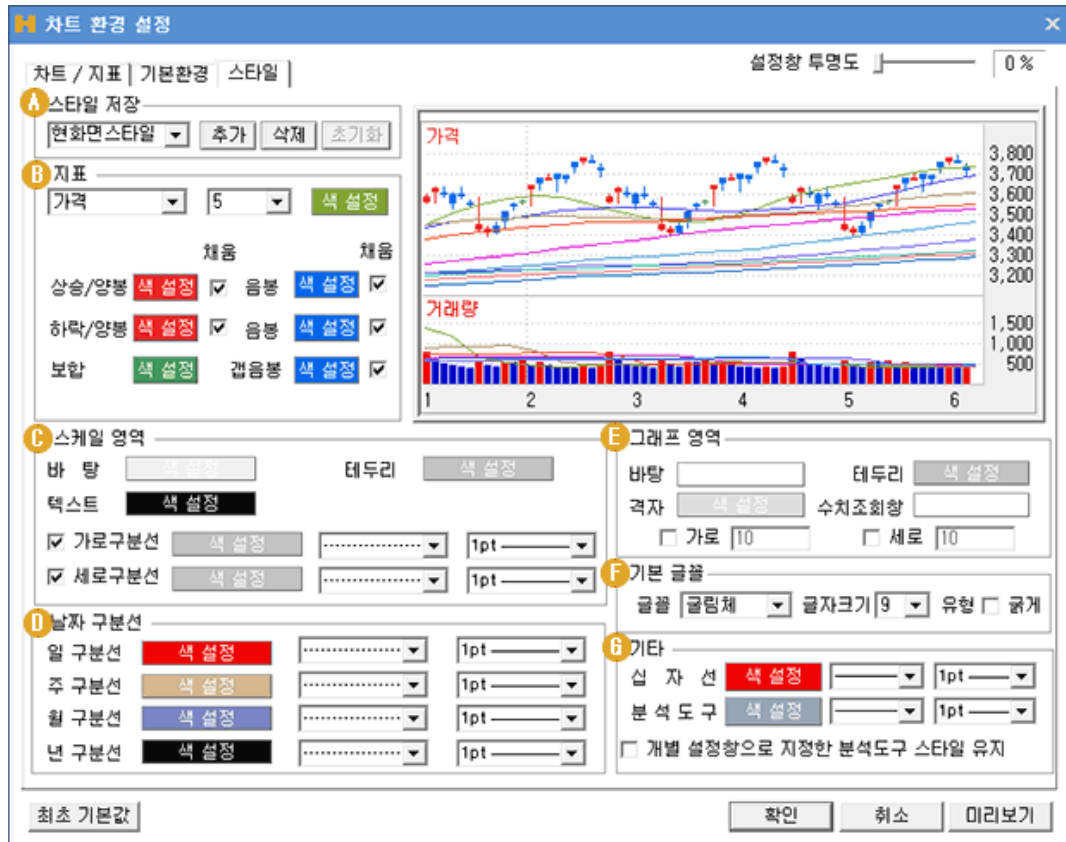 차트 환경 설정
차트 / 지표 기본환경 스타일
설정창 투명도 0 %
A 스타일 저장
현화면스타일 추가 삭제 초기화
B 지표
가격 5 색 설정
채움 채움
상승/양봉 색 설정 음봉 색 설정
하락/양봉 색 설정 음봉 색 설정
보합 색 설정 갭음봉 색 설정
가격
3,800
3,700
3,600
3,500
3,400
3,300
3,200
거래량
1,500
1,000
500
1 2 3 4 5 6
C 스케일 영역
바 탕 색 설정 테두리 색 설정
텍스트 색 설정
가로구분선 색 설정 1pt
세로구분선 색 설정 1pt
D 날짜 구분선
일 구분선 색 설정 1pt
주 구분선 색 설정 1pt
월 구분선 색 설정 1pt
년 구분선 색 설정 1pt
E 그래프 영역
바탕 테두리 색 설정
격자 색 설정 수치조회창
가로 10 세로 10
F 기본 글꼴
글꼴 굴림체 글자크기 9 유형 굵게
G 기타
십 자 선 색 설정 1pt
분 석 도 구 색 설정 1pt
개별 설정창으로 지정한 분석도구 스타일 유지
최초 기본값 확인 취소 미리보기